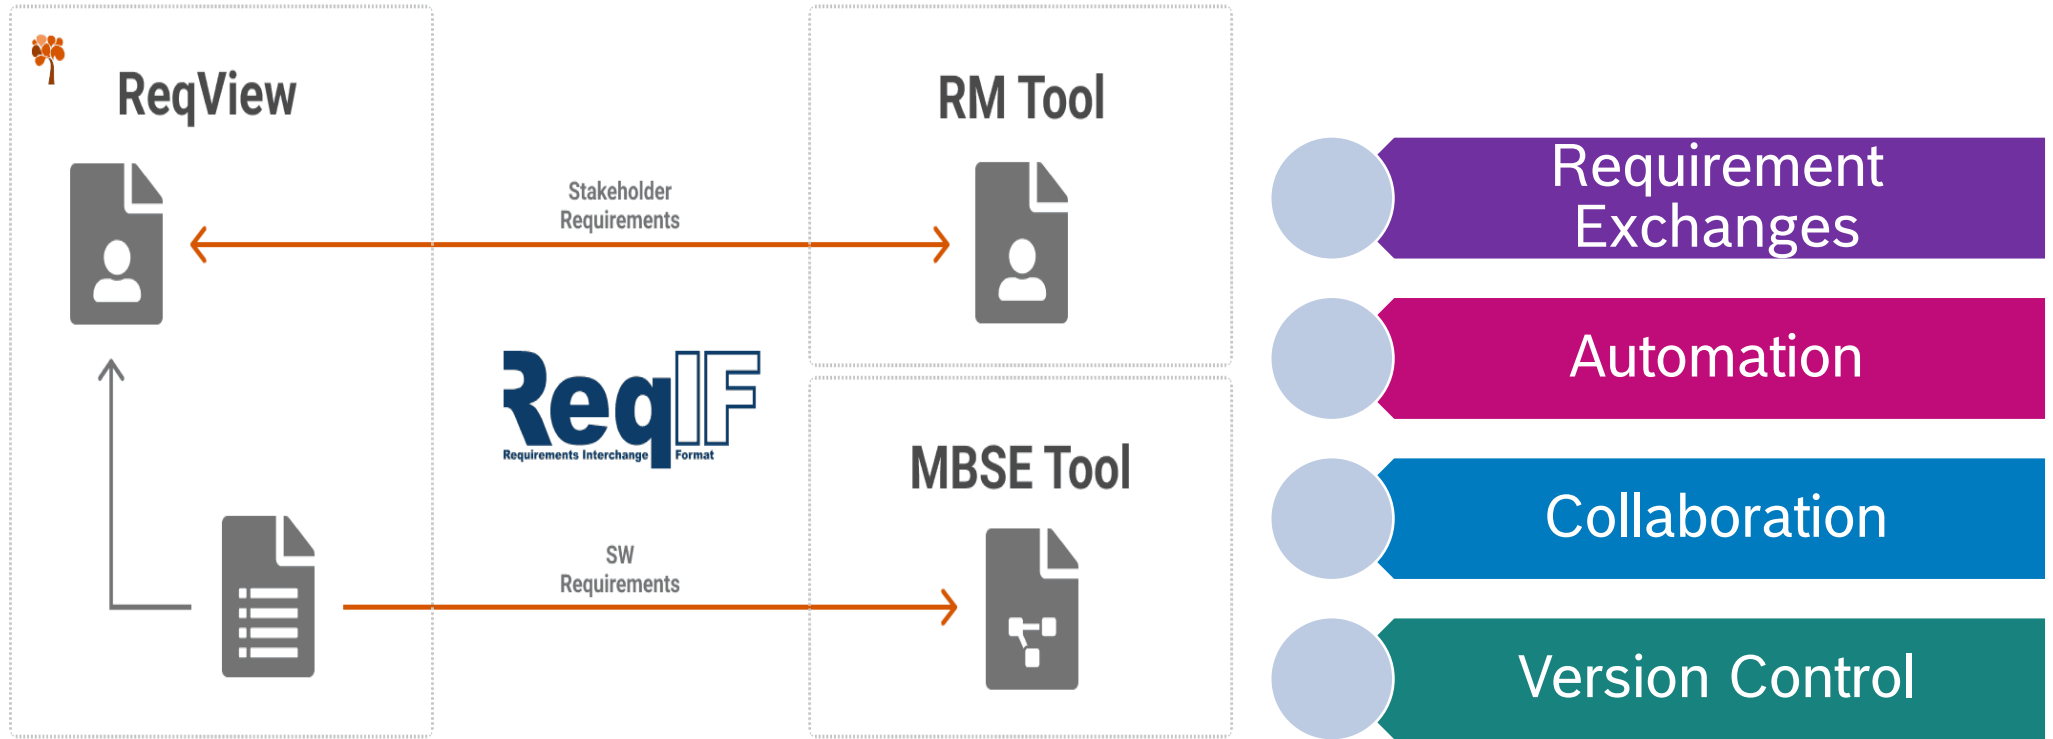 ReqView
RM Tool
Stakeholder
Requirements
ReqIF
Requirements Interchange Format
MBSE Tool
SW
Requirements
Requirement
Exchanges
Automation
Collaboration
Version Control